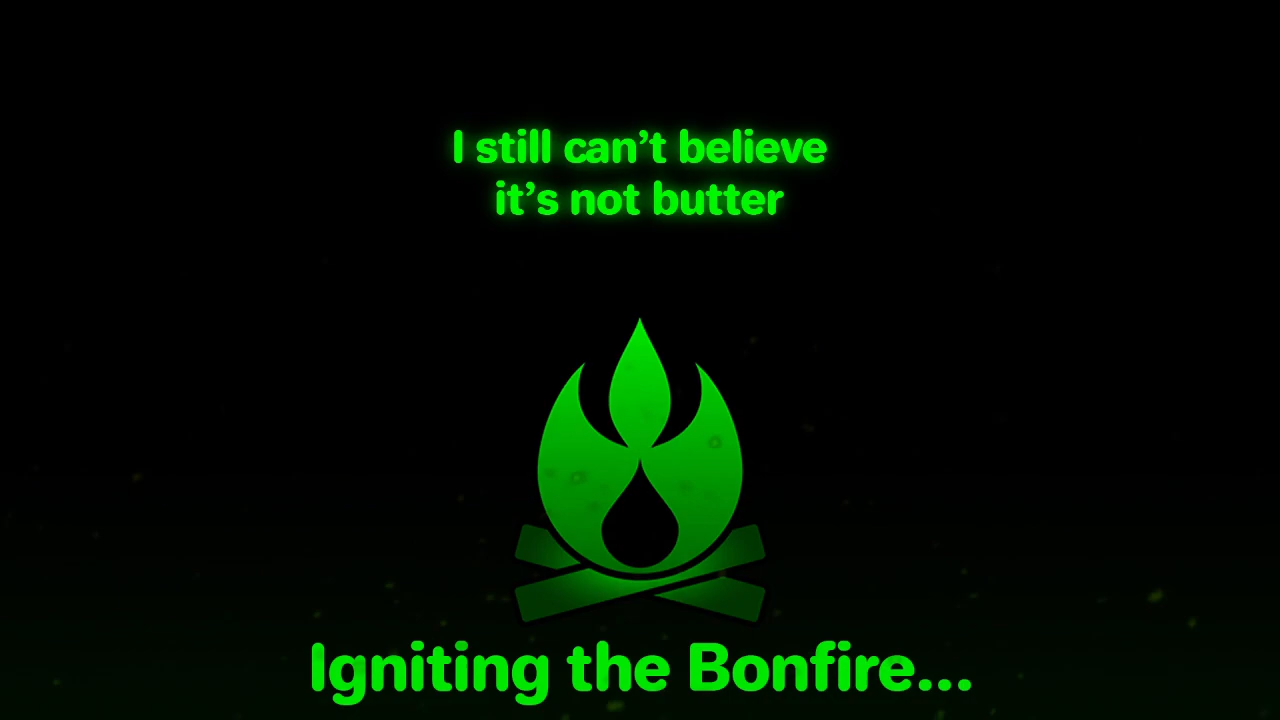 I still can’t believe
it’s not butter
Igniting the Bonfire...